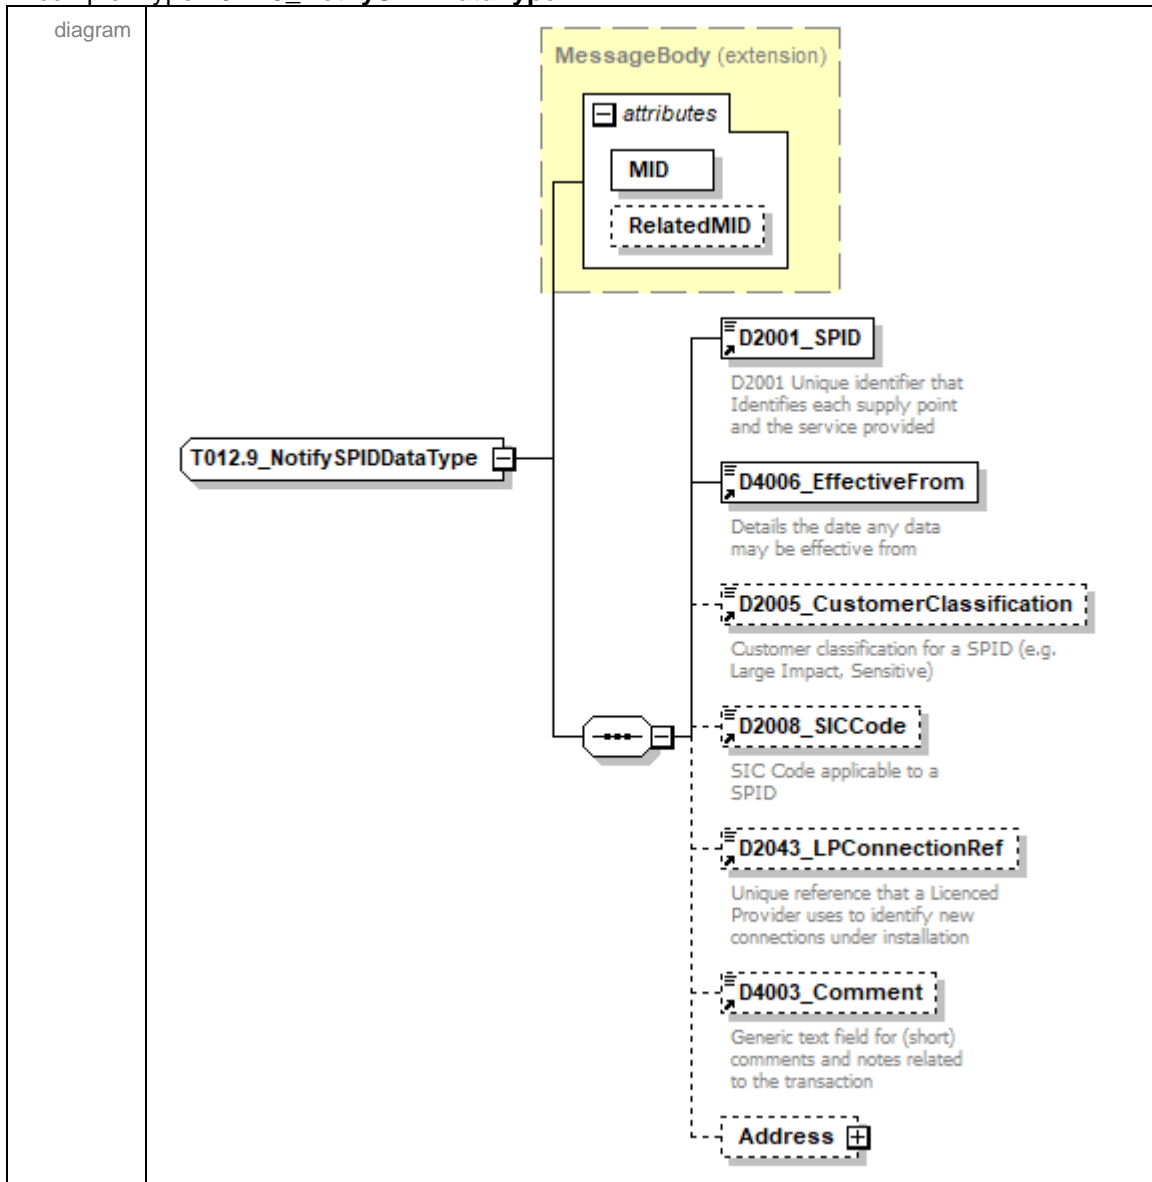 diagram
MessageBody (extension)
attributes
MID
RelatedMID
D2001_SPID
D2001 Unique identifier that
Identifies each supply point
and the service provided
T012.9_NotifySPIDDataType
D4006_EffectiveFrom
Details the date any data
may be effective from
D2005_CustomerClassification
Customer classification for a SPID (e.g.
Large Impact, Sensitive)
D2008_SICCode
SIC Code applicable to a
SPID
D2043_LPConnectionRef
Unique reference that a Licenced
Provider uses to identify new
connections under installation
D4003_Comment
Generic text field for (short)
comments and notes related
to the transaction
Address